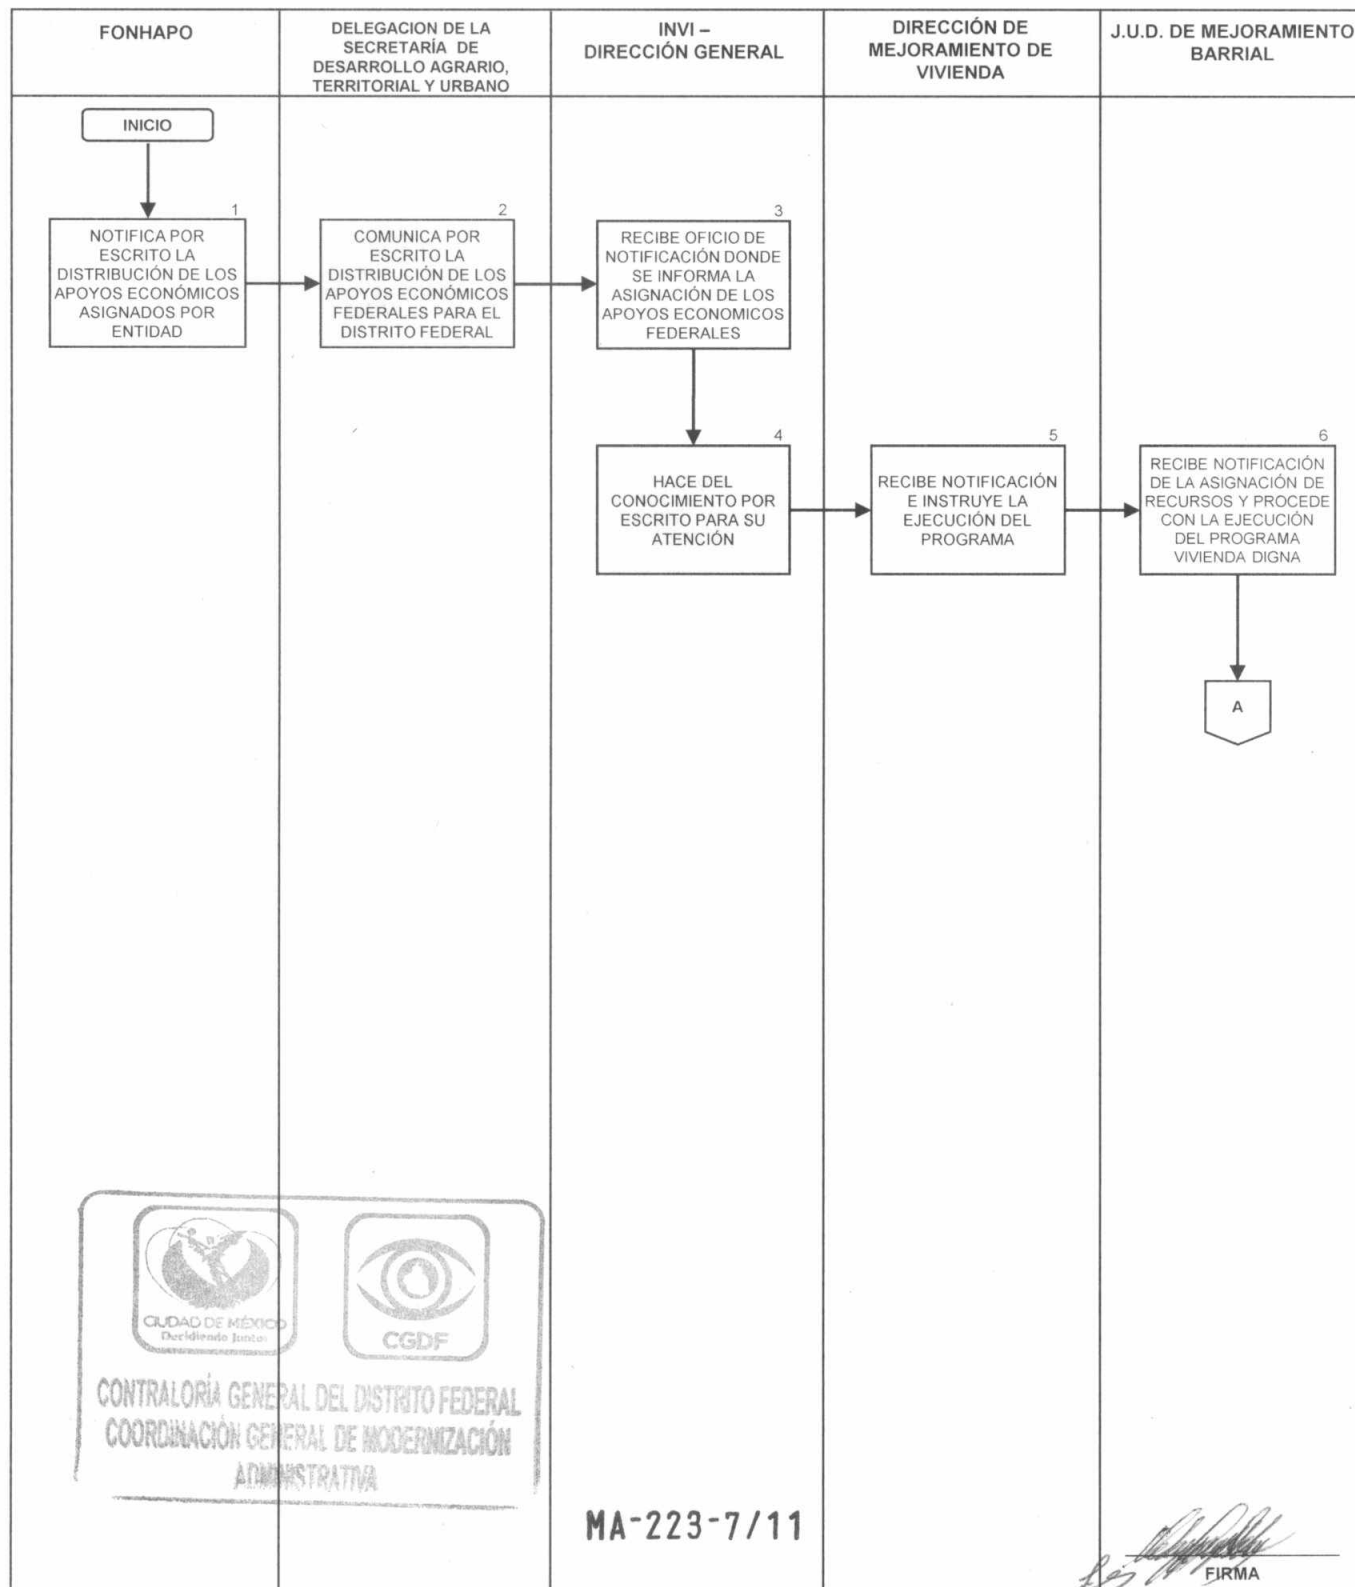 FONHAPO
DELEGACION DE LA
SECRETARÍA DE
DESARROLLO AGRARIO,
TERRITORIAL Y URBANO
INVI –
DIRECCIÓN GENERAL
DIRECCIÓN DE
MEJORAMIENTO DE
VIVIENDA
J.U.D. DE MEJORAMIENTO
BARRIAL
INICIO
1
NOTIFICA POR
ESCRITO LA
DISTRIBUCIÓN DE LOS
APOYOS ECONÓMICOS
ASIGNADOS POR
ENTIDAD
2
COMUNICA POR
ESCRITO LA
DISTRIBUCIÓN DE LOS
APOYOS ECONÓMICOS
FEDERALES PARA EL
DISTRITO FEDERAL
3
RECIBE OFICIO DE
NOTIFICACIÓN DONDE
SE INFORMA LA
ASIGNACIÓN DE LOS
APOYOS ECONOMICOS
FEDERALES
4
HACE DEL
CONOCIMIENTO POR
ESCRITO PARA SU
ATENCIÓN
5
RECIBE NOTIFICACIÓN
E INSTRUYE LA
EJECUCIÓN DEL
PROGRAMA
6
RECIBE NOTIFICACIÓN
DE LA ASIGNACIÓN DE
RECURSOS Y PROCEDE
CON LA EJECUCIÓN
DEL PROGRAMA
VIVIENDA DIGNA
A
CIUDAD DE MÉXICO
Decidiendo Juntos
CGDF
CONTRALORÍA GENERAL DEL DISTRITO FEDERAL
COORDINACIÓN GENERAL DE MODERNIZACIÓN
ADMINISTRATIVA
MA-223-7/11
FIRMA